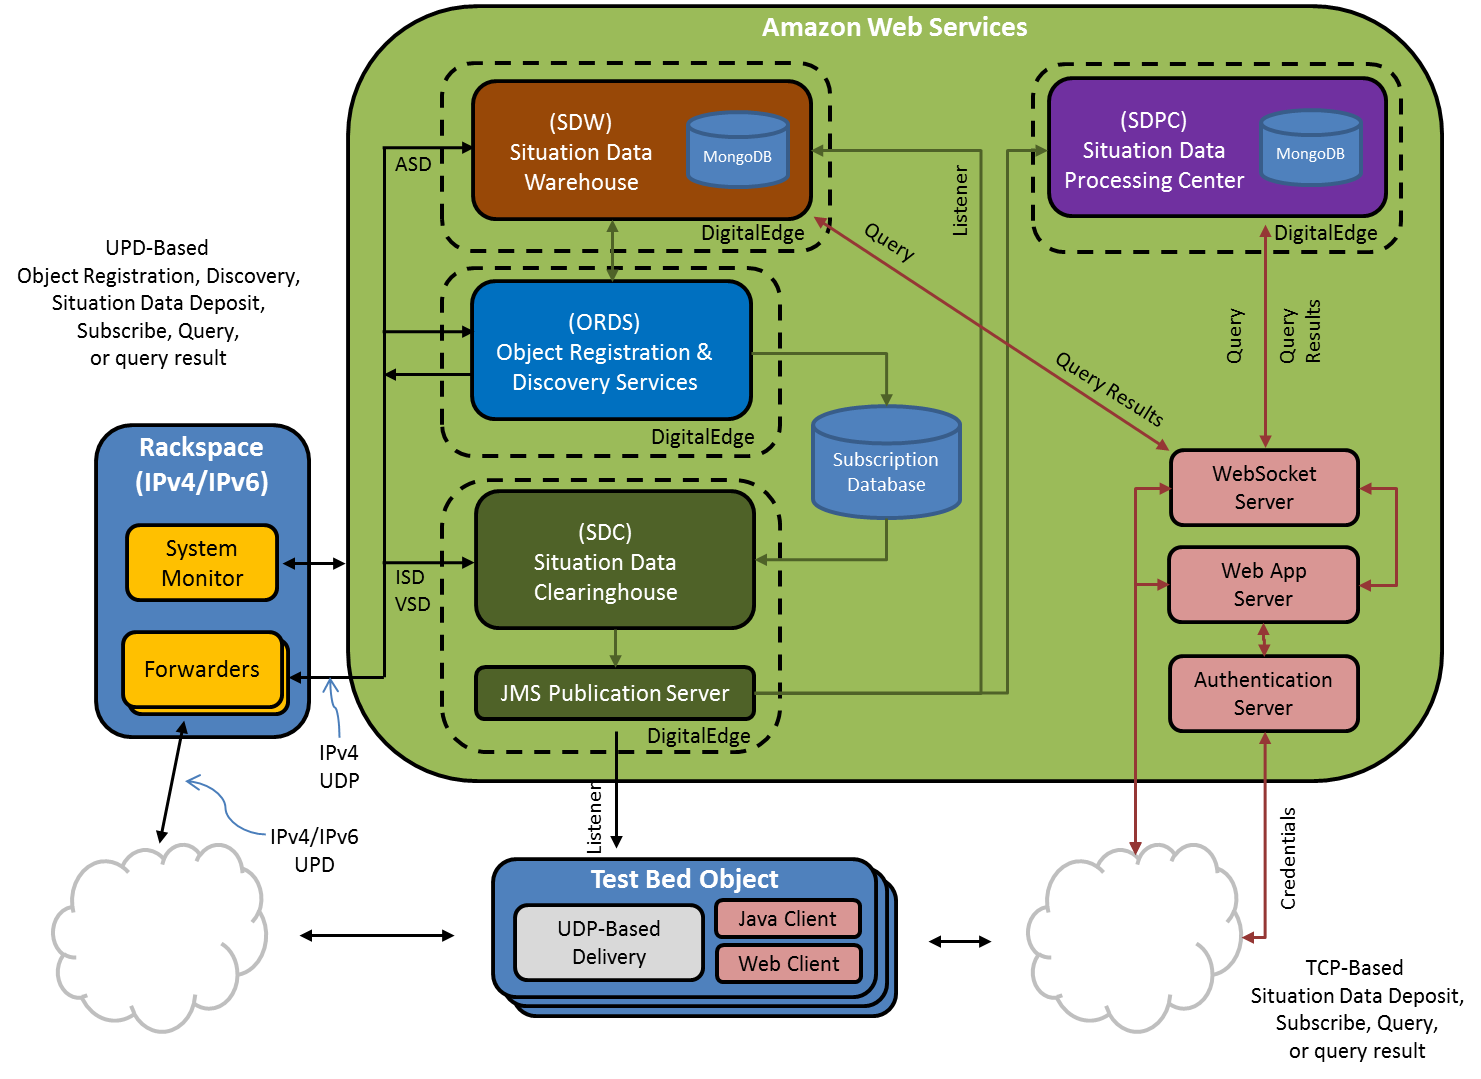 Amazon Web Services
(SDW)
Situation Data
Warehouse
MongoDB
DigitalEdge
(SDPC)
Situation Data
Processing Center
MongoDB
DigitalEdge
ASD
Listener
Query
Query Results
Query
Query
Results
UPD-Based
Object Registration, Discovery,
Situation Data Deposit,
Subscribe, Query,
or query result
(ORDS)
Object Registration &
Discovery Services
DigitalEdge
Subscription
Database
Rackspace
(IPv4/IPv6)
System
Monitor
Forwarders
ISD
VSD
(SDC)
Situation Data
Clearinghouse
JMS Publication Server
DigitalEdge
WebSocket
Server
Web App
Server
Authentication
Server
IPv4
UDP
IPv4/IPv6
UPD
Listener
Credentials
Test Bed Object
UDP-Based
Delivery
Java Client
Web Client
TCP-Based
Situation Data Deposit,
Subscribe, Query,
or query result